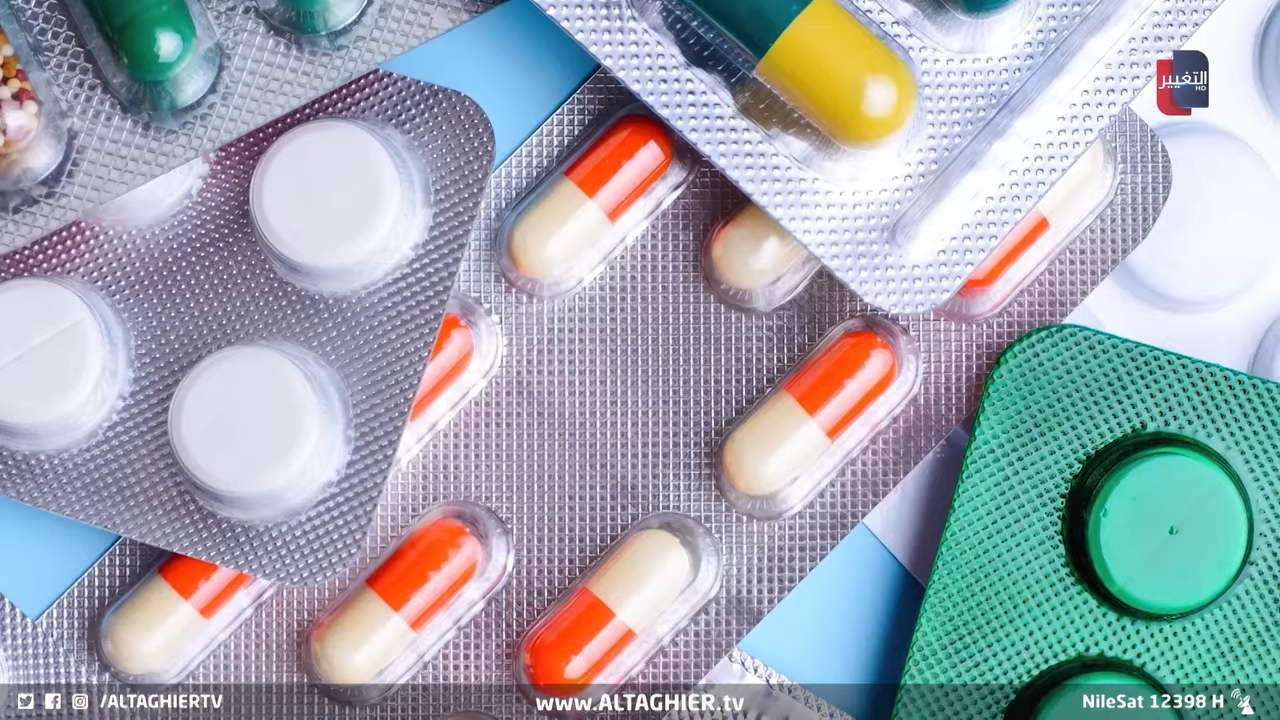 التغيير
HD
/ALTAGHIERTV
www.ALTAGHIER.tv
NileSat 12398 H